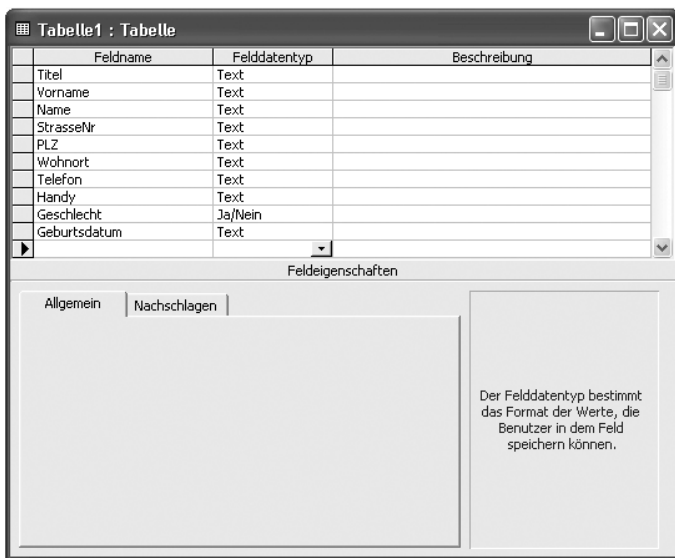 Tabelle1 : Tabelle
Feldname Felddatentyp Beschreibung
Titel Text
Vorname Text
Name Text
StrasseNr Text
PLZ Text
Wohnort Text
Telefon Text
Handy Text
Geschlecht Ja/Nein
Geburtsdatum Text
Feldeigenschaften
Allgemein Nachschlagen
Der Felddatentyp bestimmt
das Format der Werte, die
Benutzer in dem Feld
speichern können.